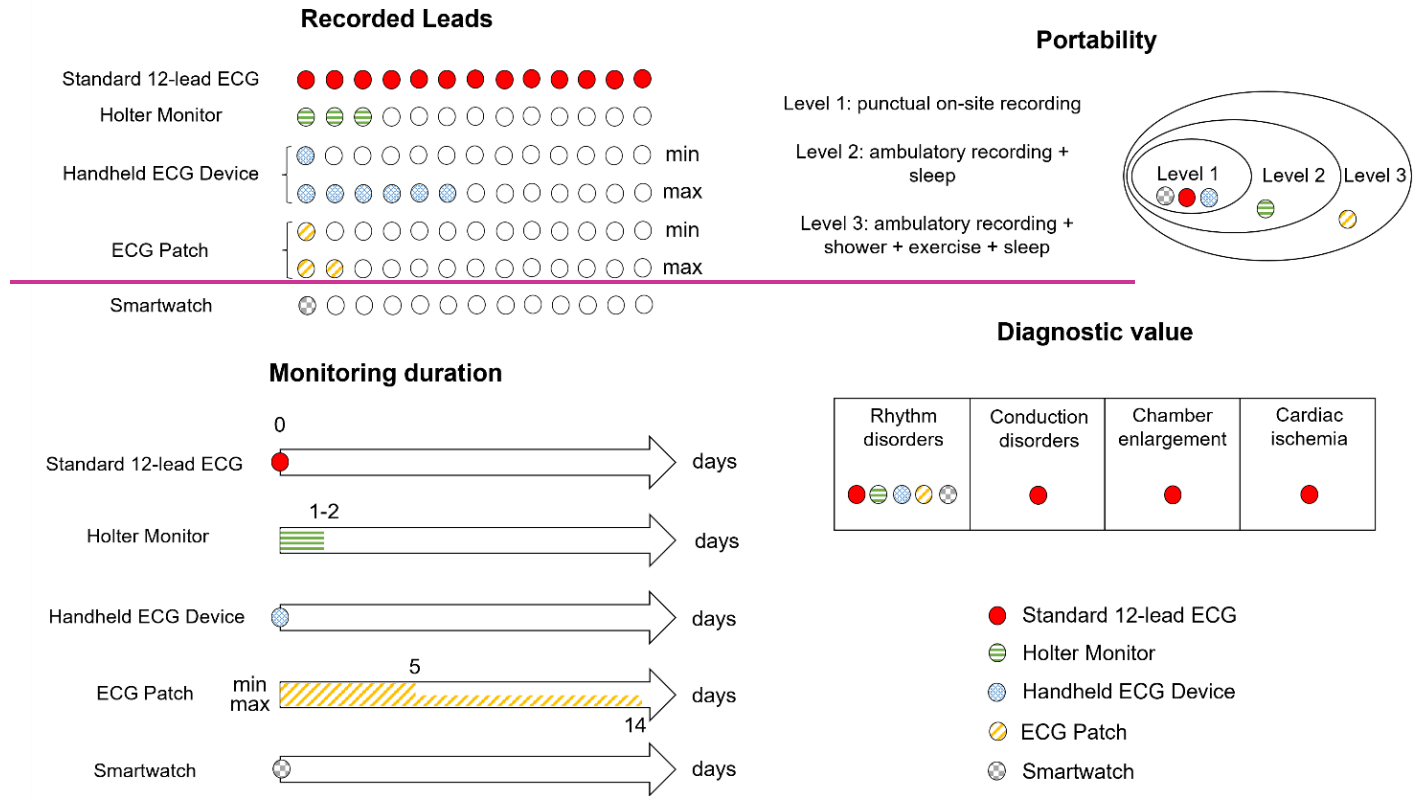 Recorded Leads
Standard 12-lead ECG
Holter Monitor
Handheld ECG Device
min
max
ECG Patch
min
max
Smartwatch
Portability
Level 1: punctual on-site recording
Level 2: ambulatory recording +
sleep
Level 3: ambulatory recording +
shower + exercise + sleep
Level 1
Level 2
Level 3
Monitoring duration
0
Standard 12-lead ECG
days
1-2
Holter Monitor
days
Handheld ECG Device
days
5
ECG Patch
min
max
days
14
Smartwatch
days
Diagnostic value
Rhythm
disorders
Conduction
disorders
Chamber
enlargement
Cardiac
ischemia
Standard 12-lead ECG
Holter Monitor
Handheld ECG Device
ECG Patch
Smartwatch